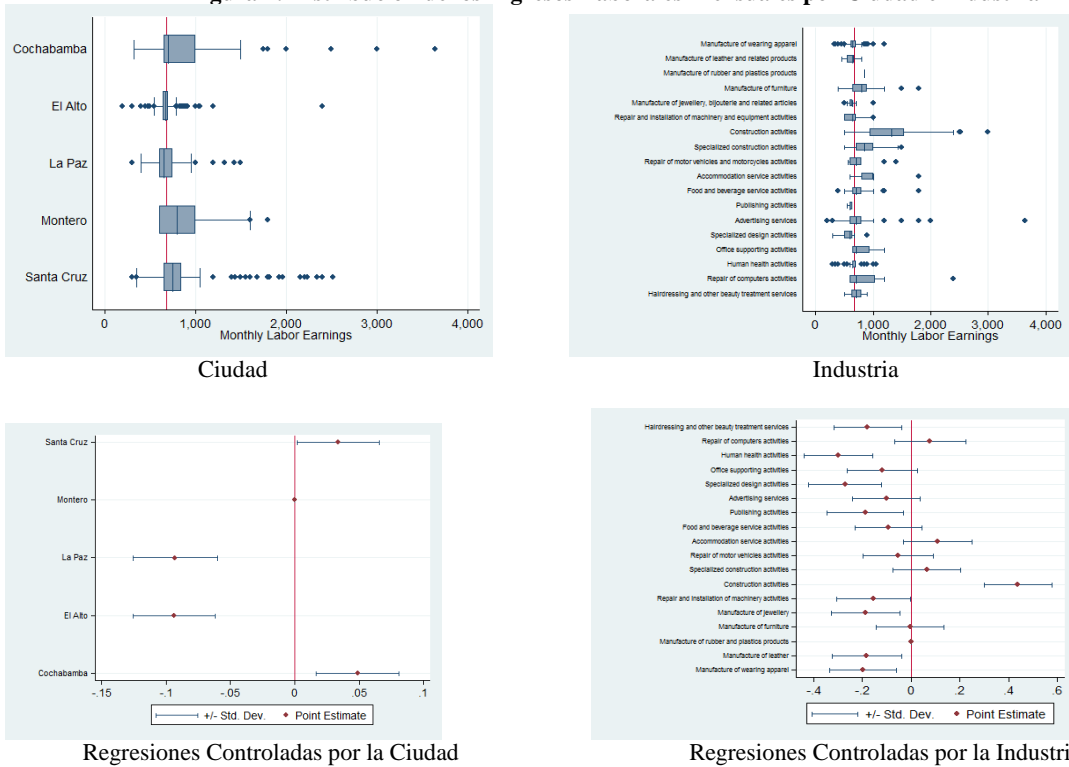 Cochabamba
El Alto
La Paz
Montero
Santa Cruz
0 1,000 2,000 3,000 4,000
Monthly Labor Earnings
Ciudad
Manufacture of wearing apparel
Manufacture of leather and related products
Manufacture of rubber and plastics products
Manufacture of furniture
Manufacture of jewellery, bijouterie and related articles
Repair and installation of machinery and equipment activities
Construction activities
Specialized construction activities
Repair of motor vehicles and motorcycles activities
Accommodation service activities
Food and beverage service activities
Publishing activities
Advertising services
Specialized design activities
Office supporting activities
Human health activities
Repair of computers activities
Hairdressing and other beauty treatment services
0 1,000 2,000 3,000 4,000
Monthly Labor Earnings
Industria
Santa Cruz
Montero
La Paz
El Alto
Cochabamba
-.15 -.1 -.05 0 .05 .1
+/- Std. Dev. Point Estimate
Regresiones Controladas por la Ciudad
Hairdressing and other beauty treatment services
Repair of computers activities
Human health activities
Office supporting activities
Specialized design activities
Advertising services
Publishing activities
Food and beverage service activities
Accommodation service activities
Repair of motor vehicles activities
Specialized construction activities
Construction activities
Repair and installation of machinery activities
Manufacture of jewellery
Manufacture of furniture
Manufacture of rubber and plastics products
Manufacture of leather
Manufacture of wearing apparel
-.4 -.2 0 .2 .4 .6
+/- Std. Dev. Point Estimate
Regresiones Controladas por la Industri